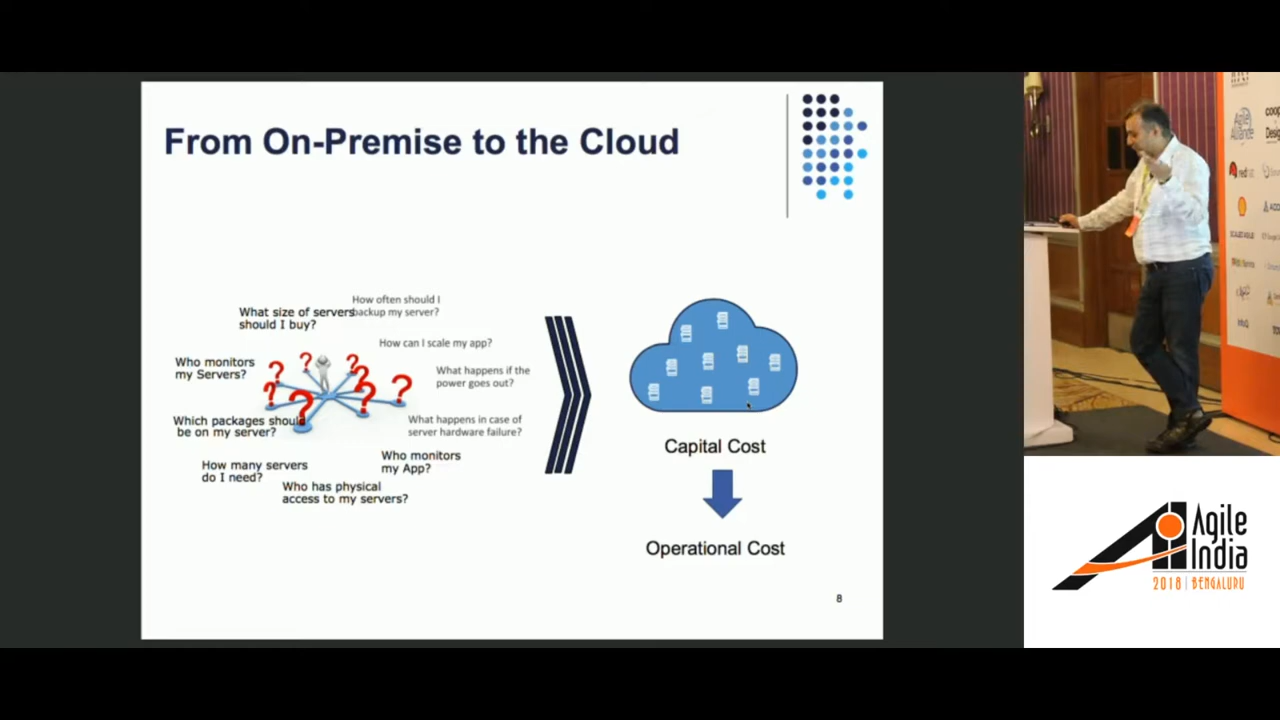 From On-Premise to the Cloud
How often should I
backup my server?
What size of servers
should I buy?
How can I scale my app?
Who monitors
my Servers?
What happens if the
power goes out?
Which packages should
be on my server?
What happens in case of
server hardware failure?
Who monitors
my App?
How many servers
do I need?
Who has physical
access to my servers?
Capital Cost
Operational Cost
8
Agile
Alliance
redhat
Agile
India
2018 | BENGALURU